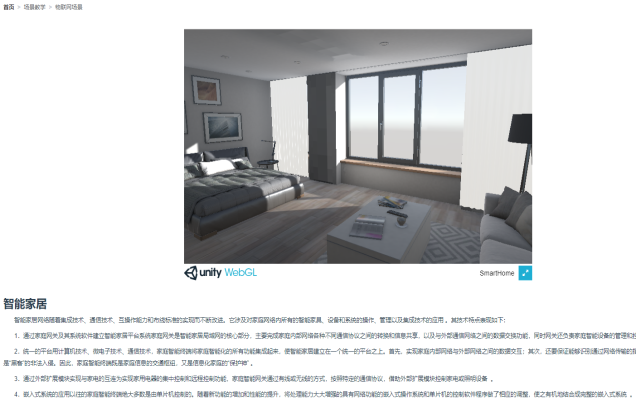 首页 > 场景教学 > 物联网场景
unity WebGL
SmartHome
智能家居
智能家居网络随着集成技术、通信技术、互操作能力和布线标准的实现而不断改进。它涉及对家庭网络内所有的智能家具、设备和系统的操作、管理以及集成技术的应用。其技术特点表现如下：
1、通过家庭网关及其系统软件建立智能家居平台系统家庭网关是智能家居局域网的核心部分，主要完成家庭内部网络各种不同通信协议之间的转换和信息共享，以及与外部通信网络之间的数据交换功能，同时网关还负责家庭智能设备的管理和
2、统一的平台用计算机技术、微电子技术、通信技术，家庭智能终端将家庭智能化的所有功能集成起来，使智能家居建立在一个统一的平台之上。首先，实现家庭内部网络与外部网络之间的数据交互；其次，还要保证能够识别通过网络传输的
是"黑客"的非法入侵。因此，家庭智能终端既是家庭信息的交通枢纽，又是信息化家庭的"保护神"。
3、通过外部扩展模块实现与家电的互连为实现家用电器的集中控制和远程控制功能，家庭智能网关通过有线或无线的方式，按照特定的通信协议，借助外部扩展模块控制家电或照明设备 。
4、嵌入式系统的应用以往的家庭智能终端绝大多数是由单片机控制的。随着新功能的增加和性能的提升，将处理能力大大增强的具有网络功能的嵌入式操作系统和单片机的控制软件程序做了相应的调整，使之有机地结合成完整的嵌入式系统 。